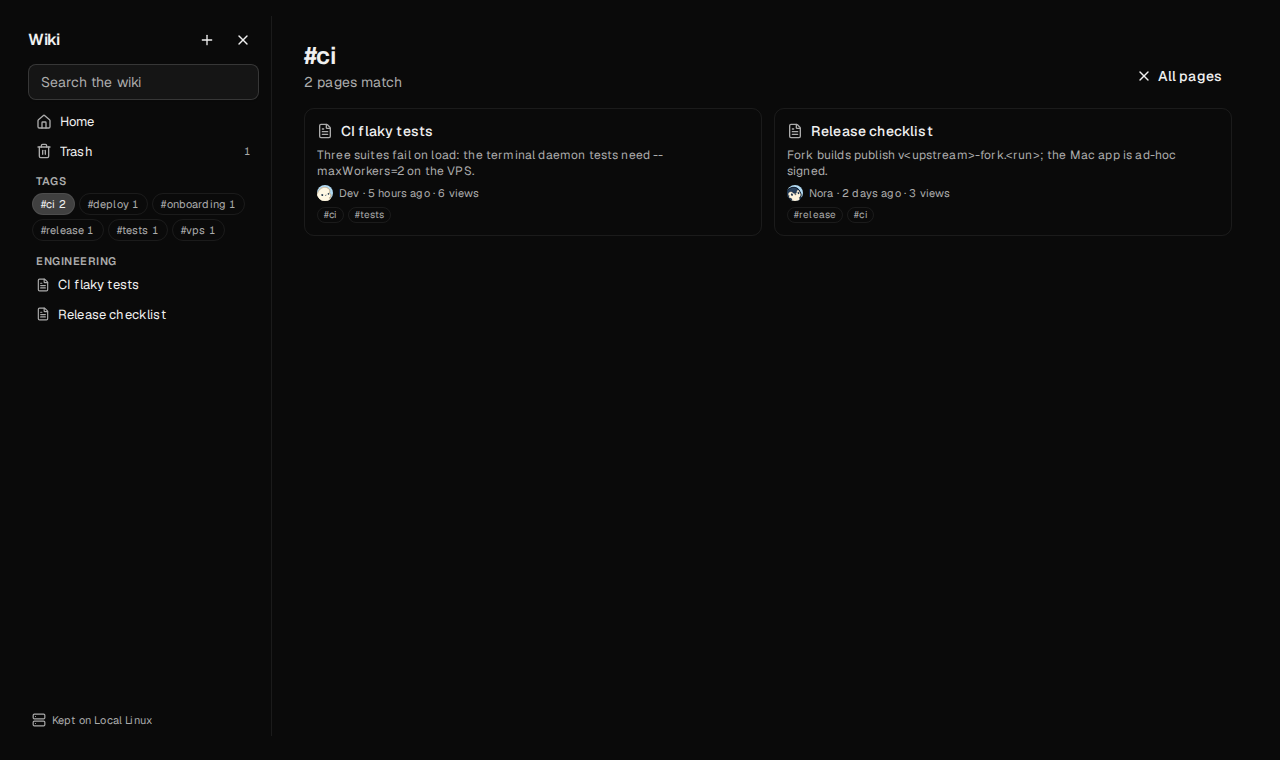 Wiki
Search the wiki
Home
Trash 1
TAGS
#ci 2 #deploy 1 #onboarding 1
#release 1 #tests 1 #vps 1
ENGINEERING
CI flaky tests
Release checklist
Kept on Local Linux
#ci
2 pages match
All pages
CI flaky tests
Three suites fail on load: the terminal daemon tests need --
maxWorkers=2 on the VPS.
Dev · 5 hours ago · 6 views
#ci #tests
Release checklist
Fork builds publish v<upstream>-fork.<run>; the Mac app is ad-hoc
signed.
Nora · 2 days ago · 3 views
#release #ci